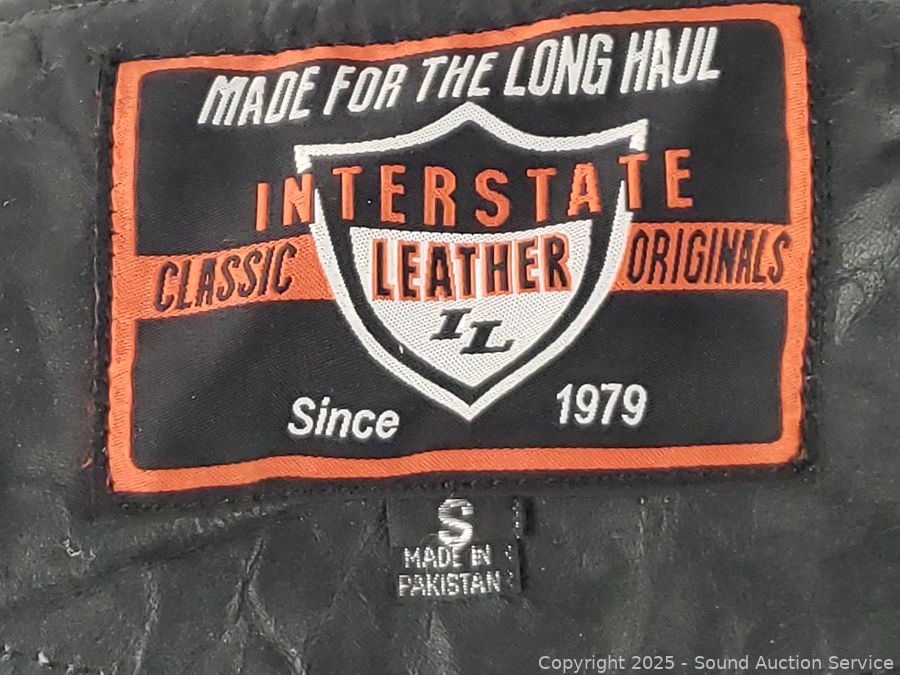 MADE FOR THE LONG HAUL
INTERSTATE
CLASSIC LEATHER ORIGINALS
IL
Since 1979
S
MADE IN
PAKISTAN
Copyright 2025 - Sound Auction Service